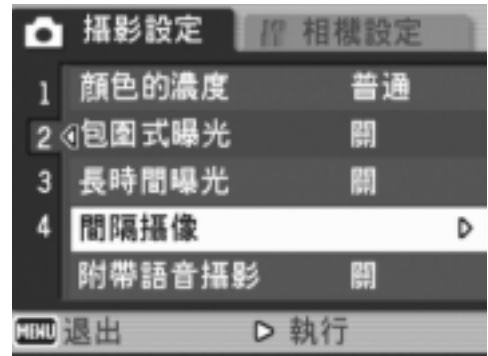 攝影設定 相機設定
1 顏色的濃度 普通
2 包圍式曝光 關
3 長時間曝光 關
4 間隔攝像
附帶語音攝影 關
MENU 退出 執行